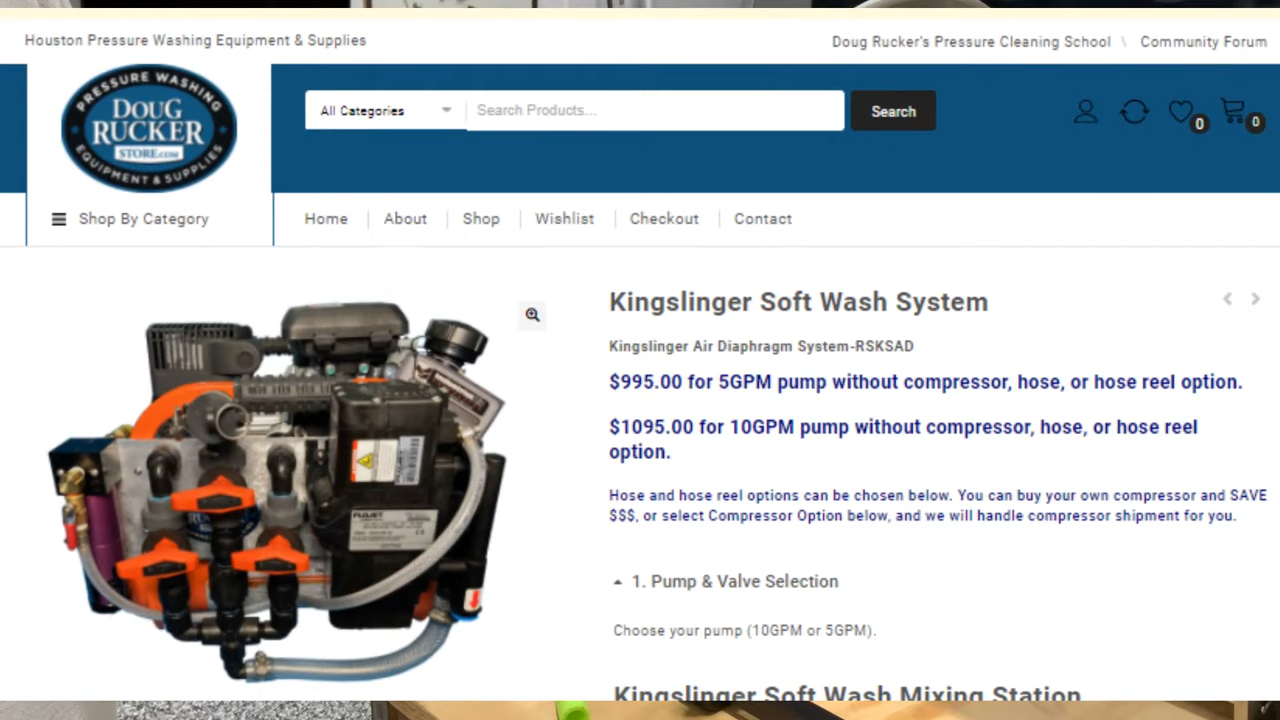 Houston Pressure Washing Equipment & Supplies
Doug Rucker's Pressure Cleaning School \ Community Forum
PRESSURE WASHING
DOUG
RUCKER
STORE.COM
EQUIPMENT & SUPPLIES
All Categories
Search Products...
Search
0
0
Shop By Category
Home
About
Shop
Wishlist
Checkout
Contact
Kingslinger Soft Wash System
Kingslinger Air Diaphragm System-RSKSAD
$995.00 for 5GPM pump without compressor, hose, or hose reel option.
$1095.00 for 10GPM pump without compressor, hose, or hose reel
option.
Hose and hose reel options can be chosen below. You can buy your own compressor and SAVE
$$$, or select Compressor Option below, and we will handle compressor shipment for you.
1. Pump & Valve Selection
Choose your pump (10GPM or 5GPM).
Kingslinger Soft Wash Mixing Station
FLOJET